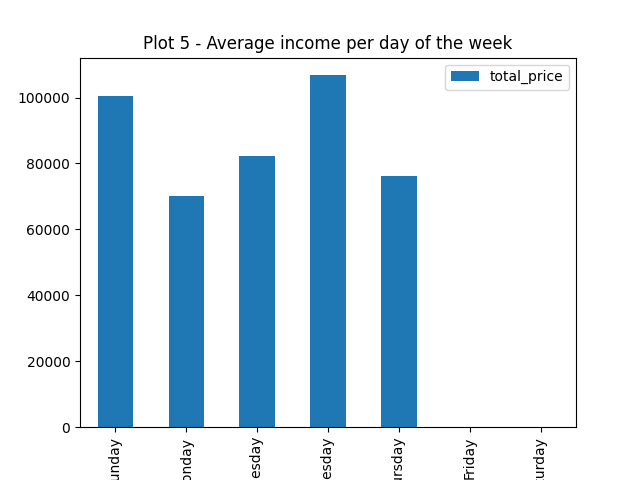 Plot 5 - Average income per day of the week
total_price
100000
80000
60000
40000
20000
0
unday
onday
esday
esday
ursday
Friday
turday